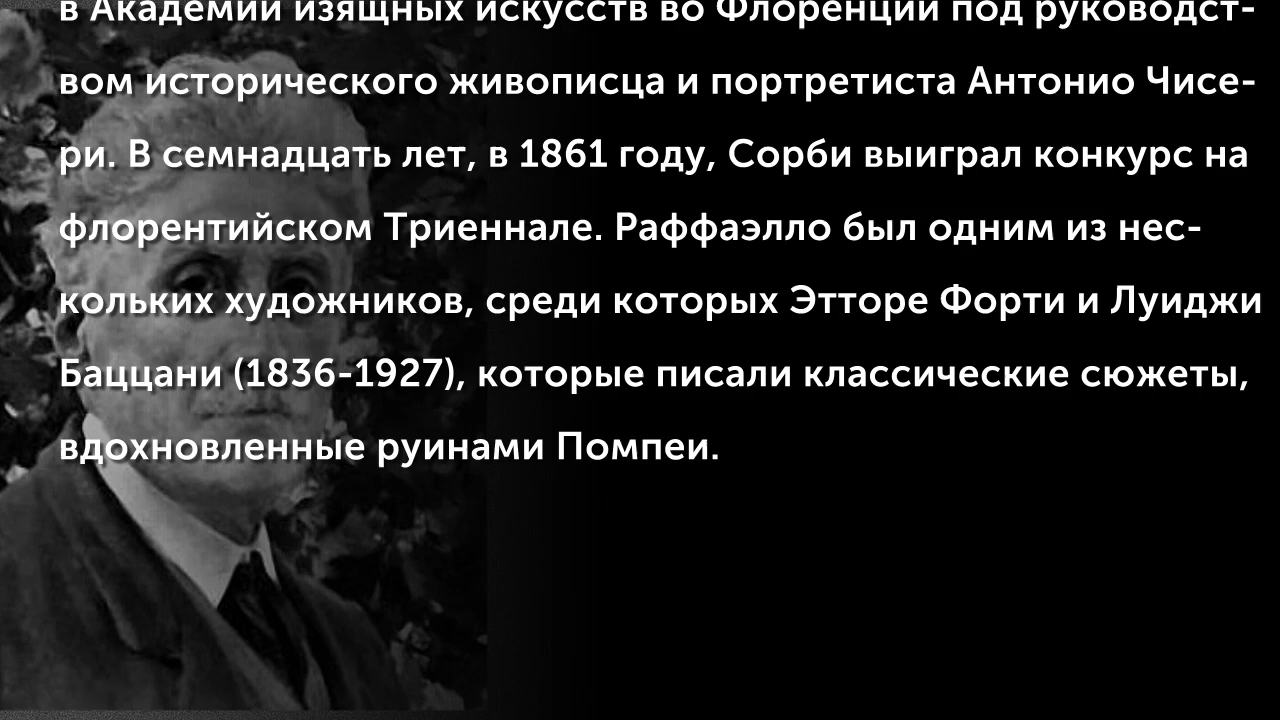 в Академии изящных искусств во Флоренции под руководст-
вом исторического живописца и портретиста Антонио Чисе-
ри. В семнадцать лет, в 1861 году, Сорби выиграл конкурс на
флорентийском Триеннале. Раффаэлло был одним из нес-
кольких художников, среди которых Этторе Форти и Луиджи
Баццани (1836-1927), которые писали классические сюжеты,
вдохновленные руинами Помпеи.